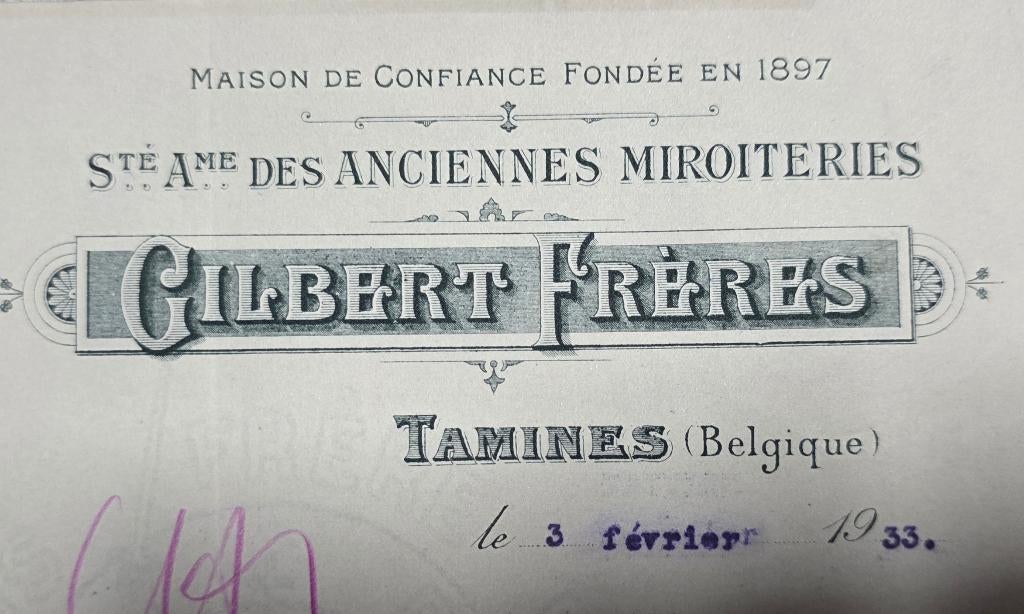 MAISON DE CONFIANCE FONDÉE EN 1897
STÉ AME DES ANCIENNES MIROITERIES
GILBERT FRÈRES
TAMINES (Belgique)
le 3 février 1933.